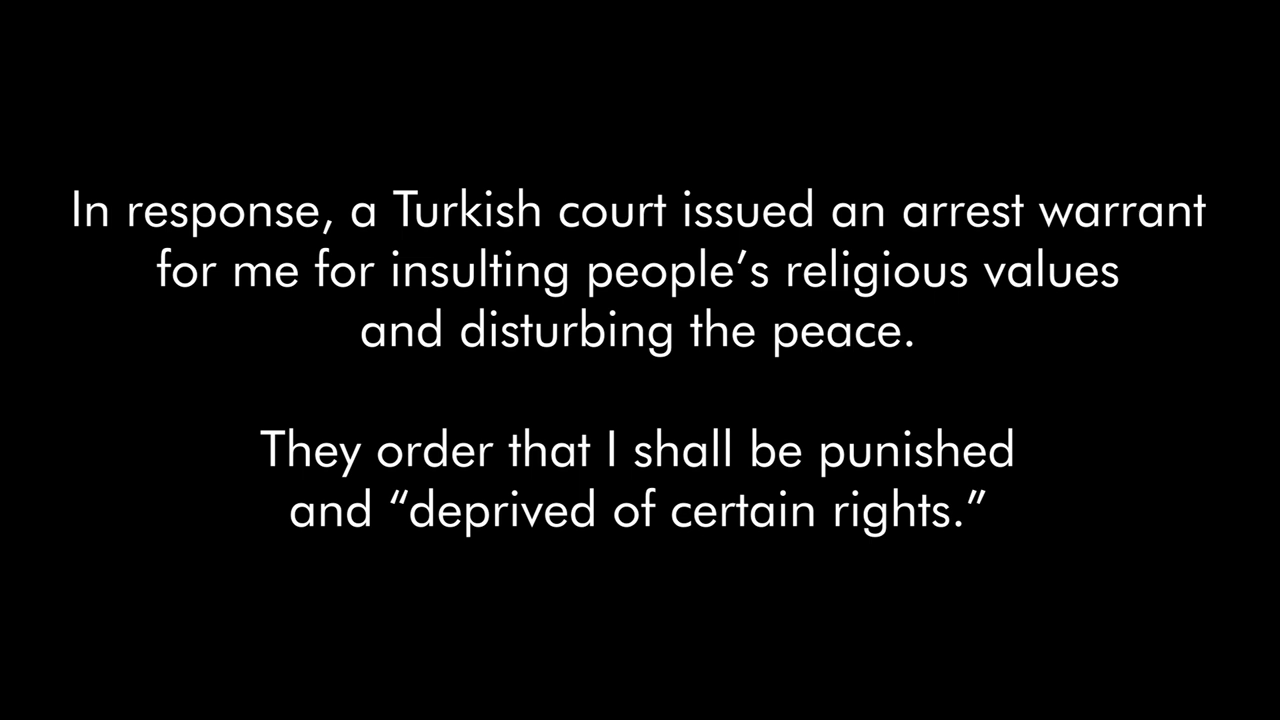 In response, a Turkish court issued an arrest warrant
for me for insulting people’s religious values
and disturbing the peace.
They order that I shall be punished
and “deprived of certain rights.”